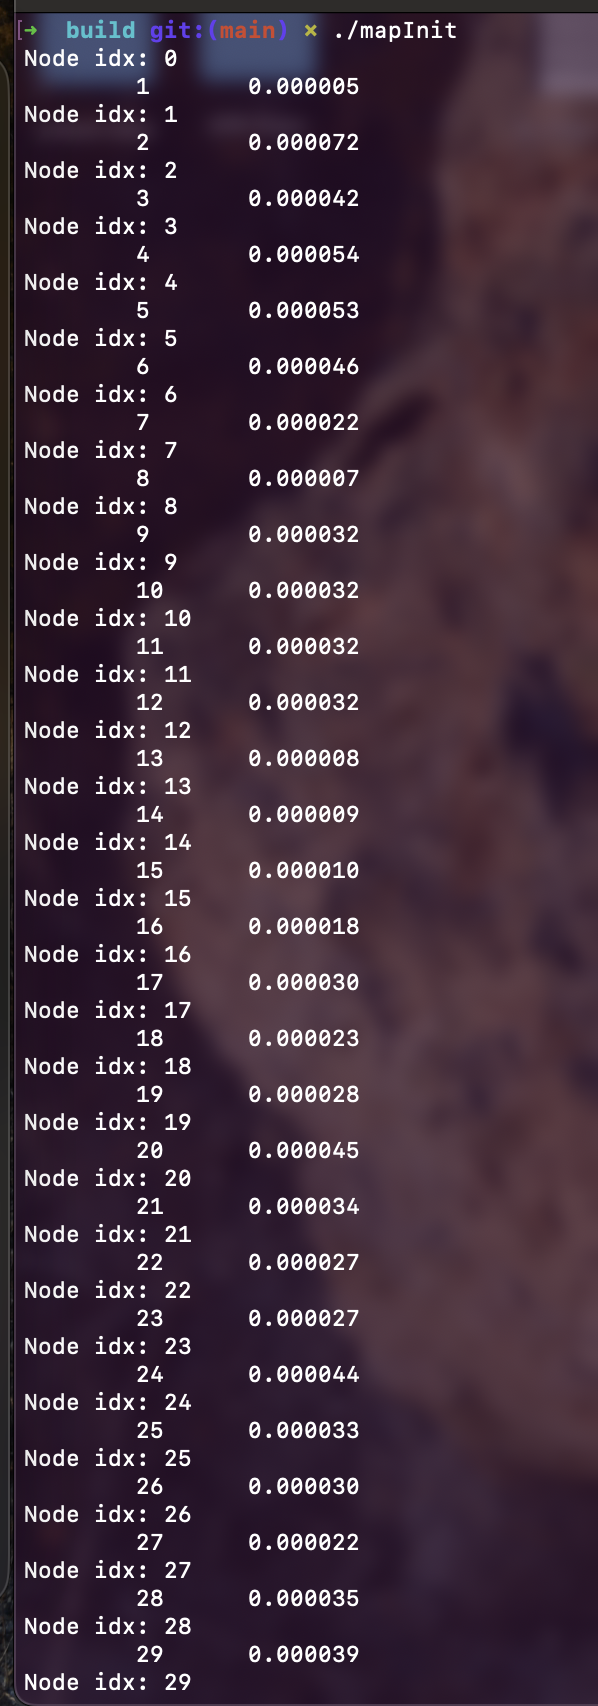 [➜  build git:(main) ✗ ./mapInit
Node idx: 0
1 0.000005
Node idx: 1
2 0.000072
Node idx: 2
3 0.000042
Node idx: 3
4 0.000054
Node idx: 4
5 0.000053
Node idx: 5
6 0.000046
Node idx: 6
7 0.000022
Node idx: 7
8 0.000007
Node idx: 8
9 0.000032
Node idx: 9
10 0.000032
Node idx: 10
11 0.000032
Node idx: 11
12 0.000032
Node idx: 12
13 0.000008
Node idx: 13
14 0.000009
Node idx: 14
15 0.000010
Node idx: 15
16 0.000018
Node idx: 16
17 0.000030
Node idx: 17
18 0.000023
Node idx: 18
19 0.000028
Node idx: 19
20 0.000045
Node idx: 20
21 0.000034
Node idx: 21
22 0.000027
Node idx: 22
23 0.000027
Node idx: 23
24 0.000044
Node idx: 24
25 0.000033
Node idx: 25
26 0.000030
Node idx: 26
27 0.000022
Node idx: 27
28 0.000035
Node idx: 28
29 0.000039
Node idx: 29